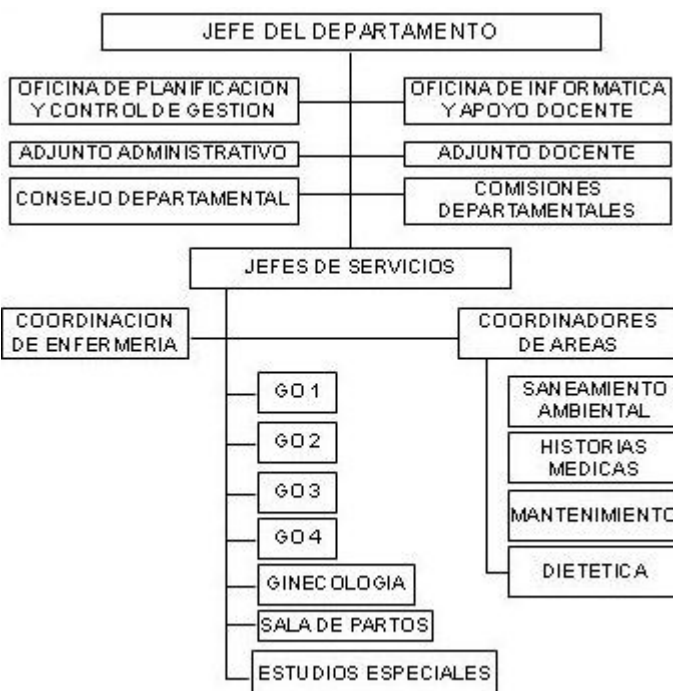 JEFE DEL DEPARTAMENTO
OFICINA DE PLANIFICACION
Y CONTROL DE GESTION
OFICINA DE INFORMATICA
Y APOYO DOCENTE
ADJUNTO ADMINISTRATIVO
ADJUNTO DOCENTE
CONSEJO DEPARTAMENTAL
COMISIONES
DEPARTAMENTALES
JEFES DE SERVICIOS
COORDINACION
DE ENFERMERIA
COORDINADORES
DE AREAS
GO 1
GO 2
GO 3
GO 4
GINECOLOGIA
SALA DE PARTOS
ESTUDIOS ESPECIALES
SANEAMIENTO
AMBIENTAL
HISTORIAS
MEDICAS
MANTENIMIENTO
DIETETICA